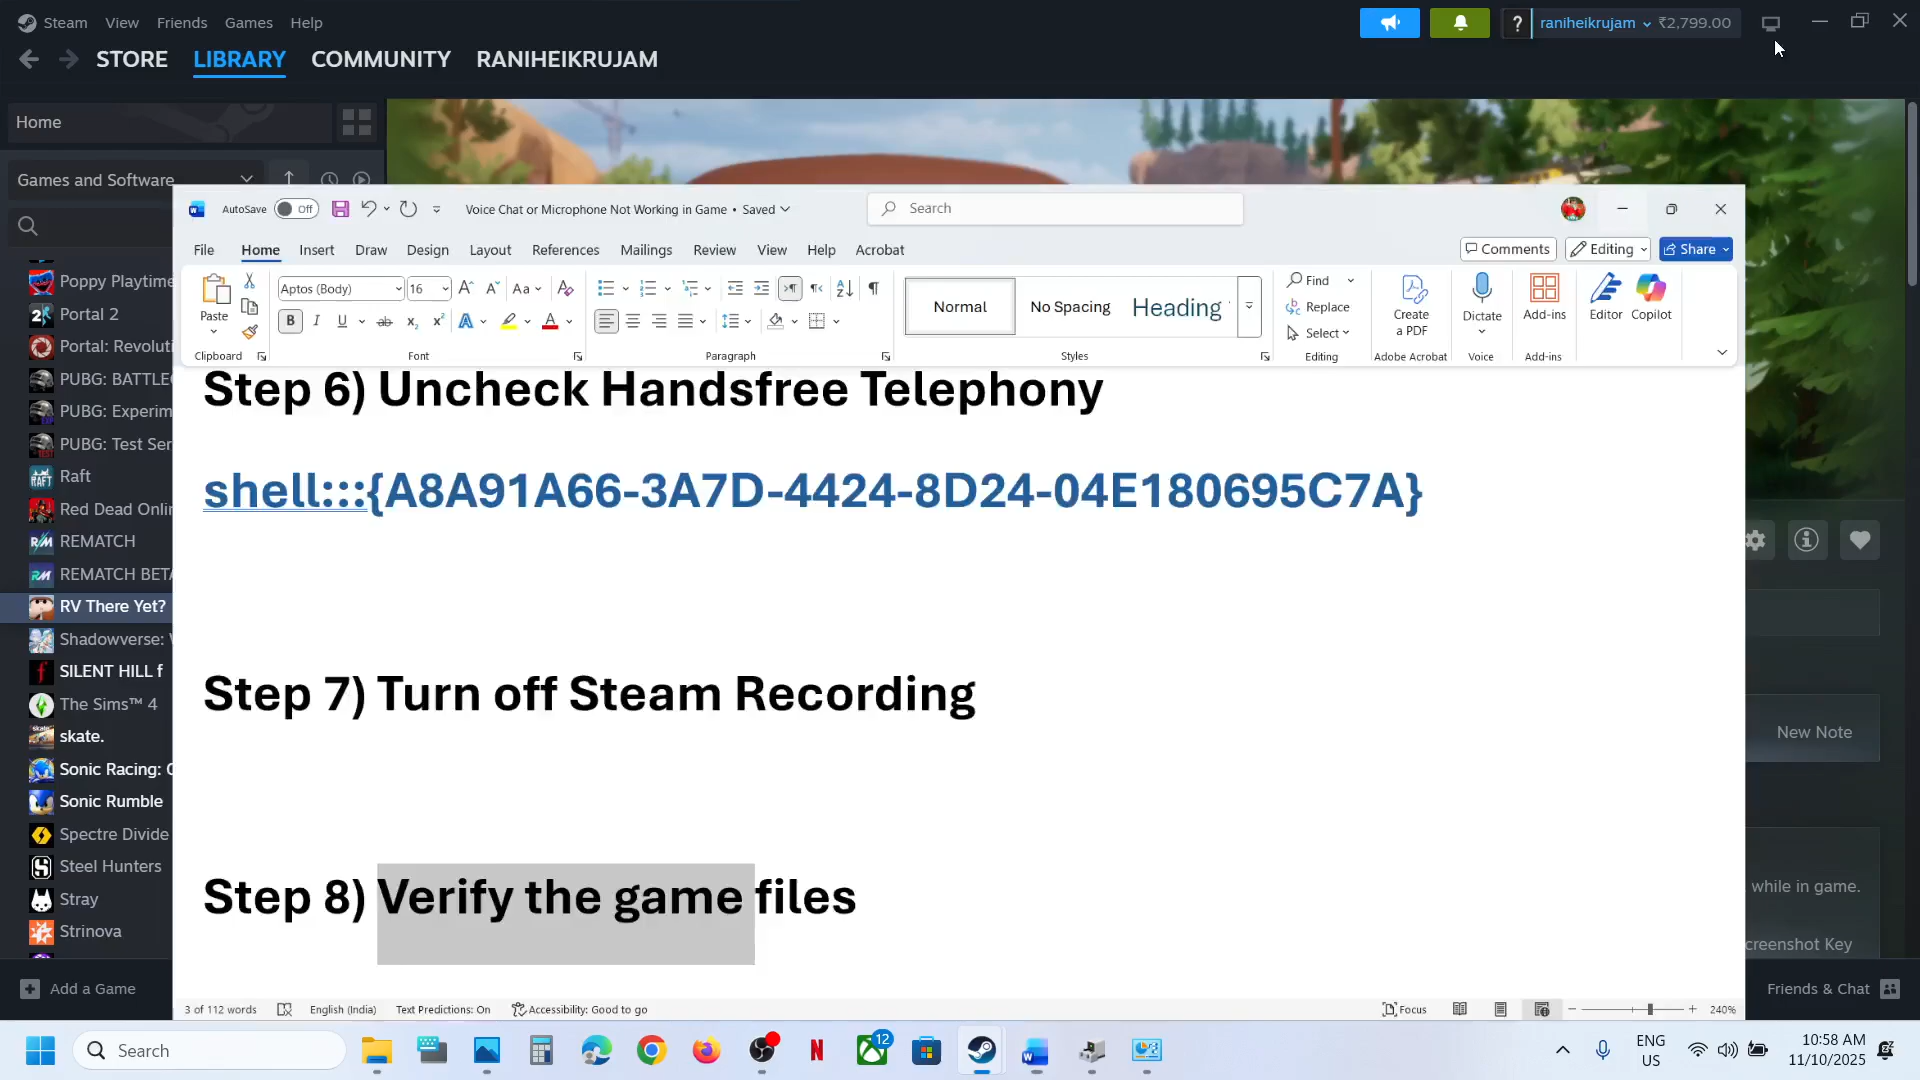 Steam View Friends Games Help
raniheikrujam ₹2,799.00
STORE LIBRARY COMMUNITY RANIHEIKRUJAM
Home
Games and Software
Poppy Playtime
Portal 2
Portal: Revoluti
PUBG: BATTLE
PUBG: Experim
PUBG: Test Ser
Raft
Red Dead Onlin
REMATCH
REMATCH BETA
RV There Yet?
Shadowverse:
SILENT HILL f
The Sims™ 4
skate.
Sonic Racing:
Sonic Rumble
Spectre Divide
Steel Hunters
Stray
Strinova
Add a Game
AutoSave Off
Voice Chat or Microphone Not Working in Game • Saved
Search
File Home Insert Draw Design Layout References Mailings Review View Help Acrobat
Comments Editing Share
Paste
Clipboard
Aptos (Body) 16
Font
Paragraph
Normal No Spacing Heading
Styles
Find
Replace
Select
Editing
Create
a PDF
Adobe Acrobat
Dictate
Voice
Add-ins
Add-ins
Editor Copilot
Step 6) Uncheck Handsfree Telephony
shell:::{A8A91A66-3A7D-4424-8D24-04E180695C7A}
Step 7) Turn off Steam Recording
Step 8) Verify the game files
3 of 112 words English (India) Text Predictions: On Accessibility: Good to go Focus 240%
New Note
while in game.
creenshot Key
Friends & Chat
Search
12
ENG
US
10:58 AM
11/10/2025